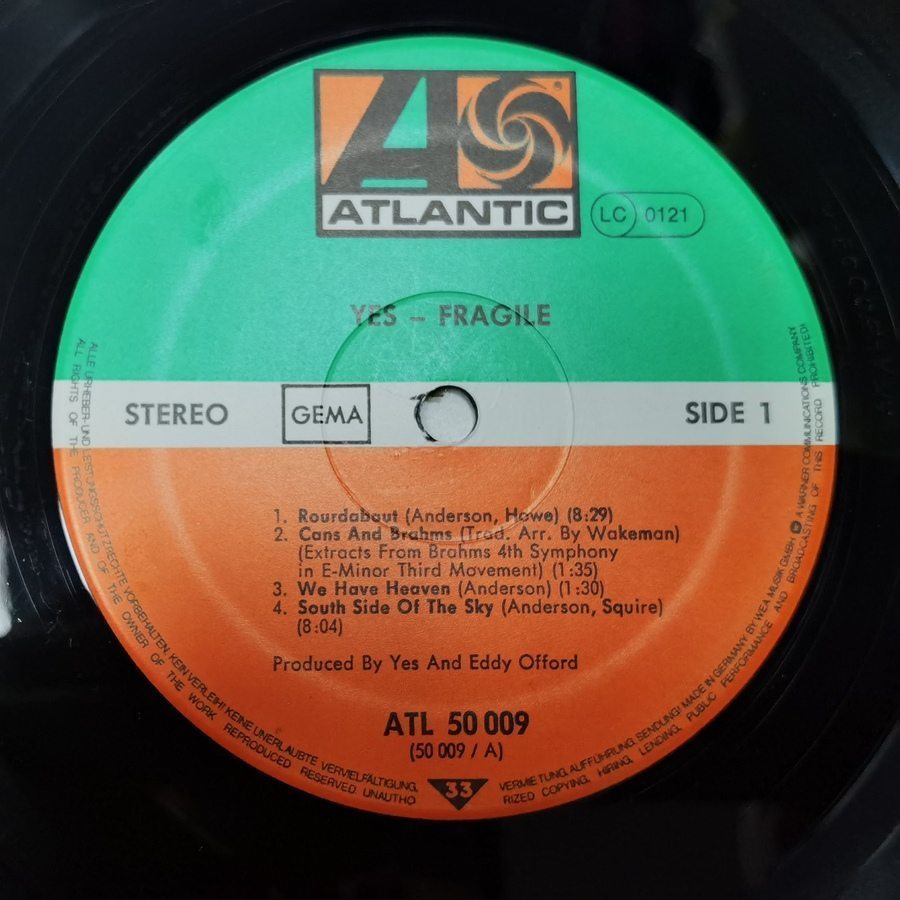 ATLANTIC
LC 0121
YES – FRAGILE
STEREO GEMA SIDE 1
1. Rourdabout (Anderson, Howe) (8:29)
2. Cans And Brahms (Trad. Arr. By Wakeman)
(Extracts From Brahms 4th Symphony
in E-Minor Third Movement) (1:35)
3. We Have Heaven (Anderson) (1:30)
4. South Side Of The Sky (Anderson, Squire)
(8:04)
Produced By Yes And Eddy Offord
ATL 50 009
(50 009 / A)
33
ALLE URHEBER- UND LEISTUNGSSCHUTZRECHTE VORBEHALTEN, KEIN VERLEIH! KEINE UNERLAUBTE VERVIELFÄLTIGUNG, VERMIETUNG, AUFFÜHRUNG, SENDUNG! MADE IN GERMANY BY WEA MUSIK GMBH Ⓟ A WARNER COMMUNICATIONS COMPANY
ALL RIGHTS OF THE PRODUCER AND OF THE OWNER OF THE WORK REPRODUCED RESERVED UNAUTHORIZED COPYING, HIRING, LENDING, PUBLIC PERFORMANCE AND BROADCASTING OF THIS RECORD PROHIBITED!